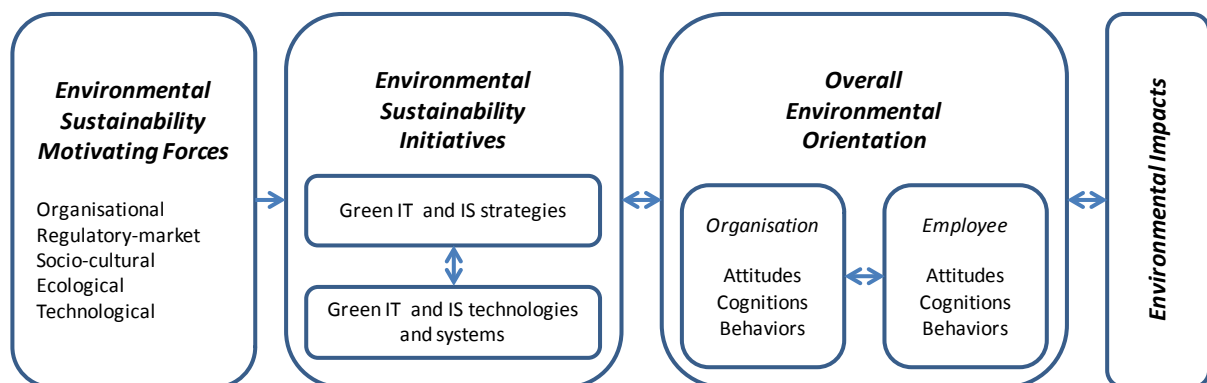 Environmental
Sustainability
Motivating Forces
Organisational
Regulatory-market
Socio-cultural
Ecological
Technological
Environmental
Sustainability
Initiatives
Green IT and IS strategies
Green IT and IS technologies
and systems
Overall
Environmental
Orientation
Organisation
Attitudes
Cognitions
Behaviors
Employee
Attitudes
Cognitions
Behaviors
Environmental Impacts